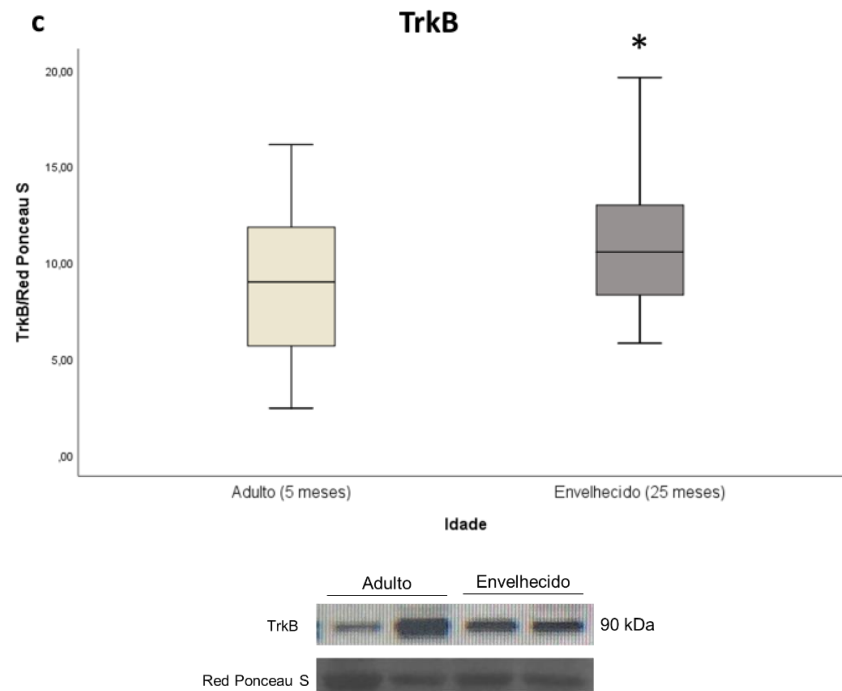 c
TrkB
*
TrkB/Red Ponceau S
20,00
15,00
10,00
5,00
,00
Adulto (5 meses)
Envelhecido (25 meses)
Idade
Adulto
Envelhecido
TrkB
90 kDa
Red Ponceau S